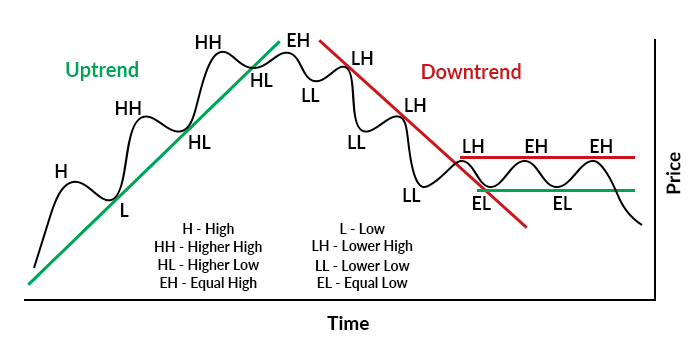 HH
EH
Uptrend
HL
LH
Downtrend
LL
HH
LH
HL
LL
LH
EH
EH
H
LL
EL
EL
L
Price
H - High
HH - Higher High
HL - Higher Low
EH - Equal High
L - Low
LH - Lower High
LL - Lower Low
EL - Equal Low
Time